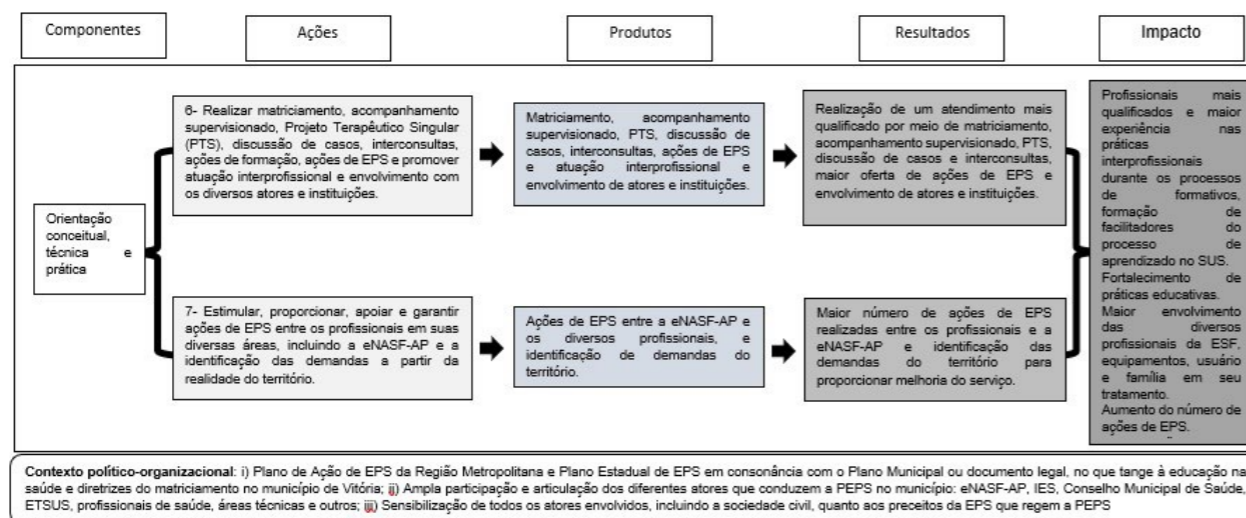 Componentes
Ações
Produtos
Resultados
Impacto
Orientação
conceitual,
técnica e
prática
6- Realizar matriciamento, acompanhamento
supervisionado, Projeto Terapêutico Singular
(PTS), discussão de casos, interconsultas,
ações de formação, ações de EPS e promover
atuação interprofissional e envolvimento com
os diversos atores e instituições.
Matriciamento, acompanhamento
supervisionado, PTS, discussão de
casos, interconsultas, ações de EPS
e atuação interprofissional e
envolvimento de atores e instituições.
Realização de um atendimento mais
qualificado por meio de matriciamento,
acompanhamento supervisionado, PTS,
discussão de casos e interconsultas,
maior oferta de ações de EPS e
envolvimento de atores e instituições.
7- Estimular, proporcionar, apoiar e garantir
ações de EPS entre os profissionais em suas
diversas áreas, incluindo a eNASF-AP e a
identificação das demandas a partir da
realidade do território.
Ações de EPS entre a eNASF-AP e
os diversos profissionais, e
identificação de demandas do
território.
Maior número de ações de EPS
realizadas entre os profissionais e a
eNASF-AP e identificação das
demandas do território para
proporcionar melhoria do serviço.
Profissionais mais
qualificados e maior
experiência nas
práticas
interprofissionais
durante os processos
de formativos,
formação de
facilitadores do
processo de
aprendizado no SUS.
Fortalecimento de
práticas educativas.
Maior envolvimento
das diversos
profissionais da ESF,
equipamentos, usuário
e família em seu
tratamento.
Aumento do número de
ações de EPS.
Contexto político-organizacional: i) Plano de Ação de EPS da Região Metropolitana e Plano Estadual de EPS em consonância com o Plano Municipal ou documento legal, no que tange à educação na
saúde e diretrizes do matriciamento no município de Vitória; ii) Ampla participação e articulação dos diferentes atores que conduzem a PEPS no município: eNASF-AP, IES, Conselho Municipal de Saúde,
ETSUS, profissionais de saúde, áreas técnicas e outros; iii) Sensibilização de todos os atores envolvidos, incluindo a sociedade civil, quanto aos preceitos da EPS que regem a PEPS